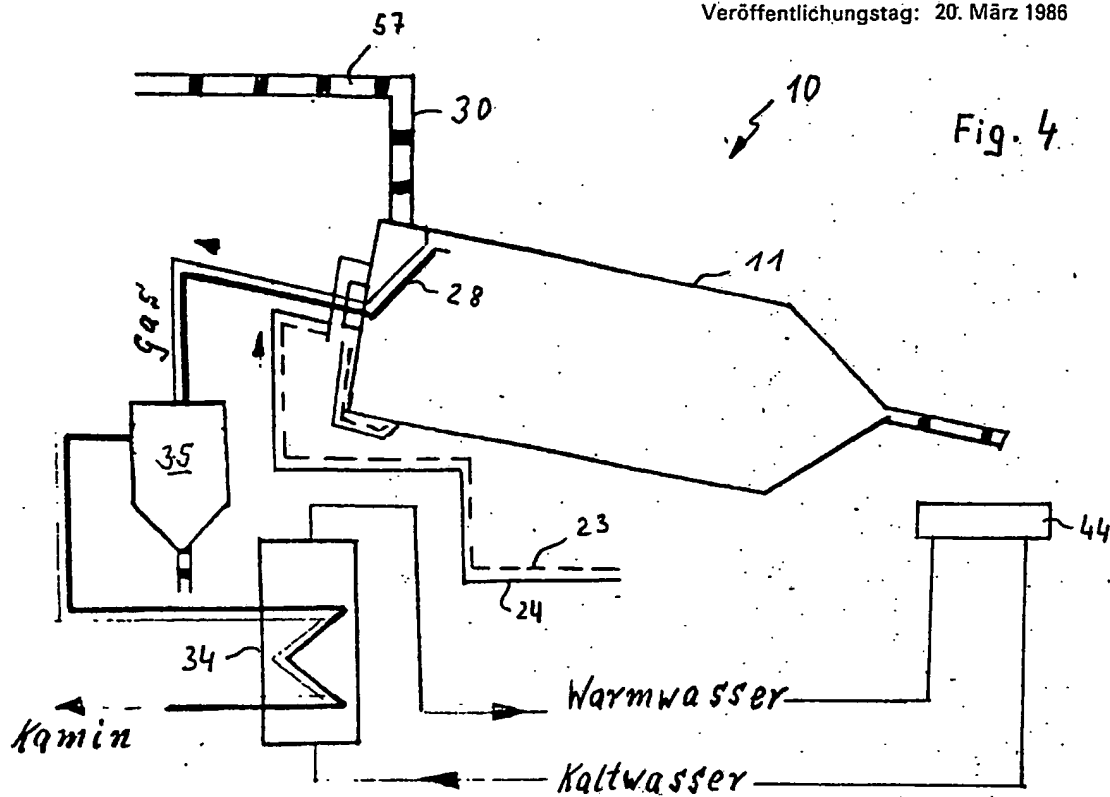 Veröffentlichungstag: 20. März 1986
57
30
10
Fig. 4
11
28
Gas
35
23
24
44
34
Warmwasser
Kamin
Kaltwasser